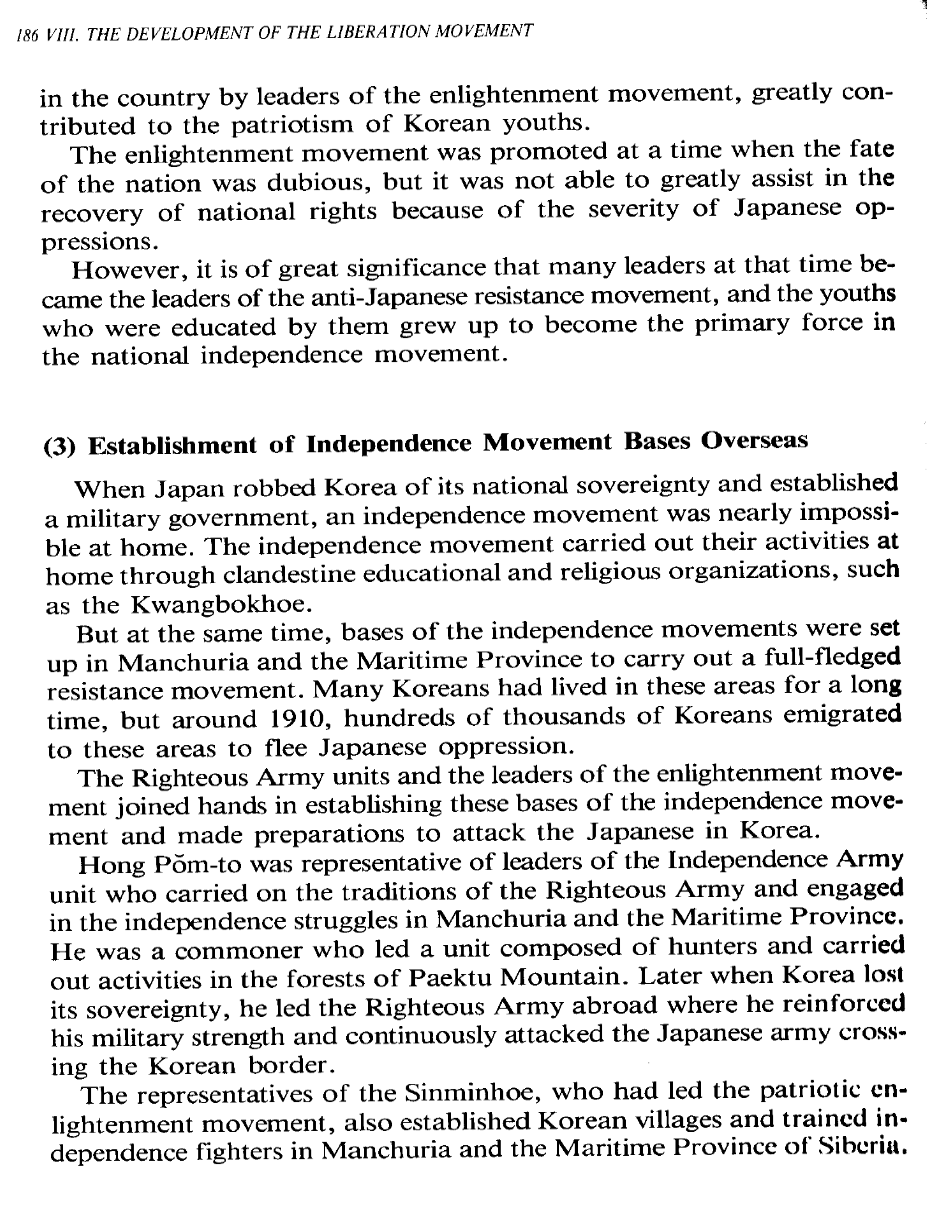 186 VIII. THE DEVELOPMENT OF THE LIBERATION MOVEMENT
in the country by leaders of the enlightenment movement, greatly con-
tributed to the patriotism of Korean youths.
The enlightenment movement was promoted at a time when the fate
of the nation was dubious, but it was not able to greatly assist in the
recovery of national rights because of the severity of Japanese op-
pressions.
However, it is of great significance that many leaders at that time be-
came the leaders of the anti-Japanese resistance movement, and the youths
who were educated by them grew up to become the primary force in
the national independence movement.
(3) Establishment of Independence Movement Bases Overseas
When Japan robbed Korea of its national sovereignty and established
a military government, an independence movement was nearly impossi-
ble at home. The independence movement carried out their activities at
home through clandestine educational and religious organizations, such
as the Kwangbokhoe.
But at the same time, bases of the independence movements were set
up in Manchuria and the Maritime Province to carry out a full-fledged
resistance movement. Many Koreans had lived in these areas for a long
time, but around 1910, hundreds of thousands of Koreans emigrated
to these areas to flee Japanese oppression.
The Righteous Army units and the leaders of the enlightenment move-
ment joined hands in establishing these bases of the independence move-
ment and made preparations to attack the Japanese in Korea.
Hong Pŏm-to was representative of leaders of the Independence Army
unit who carried on the traditions of the Righteous Army and engaged
in the independence struggles in Manchuria and the Maritime Province.
He was a commoner who led a unit composed of hunters and carried
out activities in the forests of Paektu Mountain. Later when Korea lost
its sovereignty, he led the Righteous Army abroad where he reinforced
his military strength and continuously attacked the Japanese army cross-
ing the Korean border.
The representatives of the Sinminhoe, who had led the patriotic en-
lightenment movement, also established Korean villages and trained in-
dependence fighters in Manchuria and the Maritime Province of Siberia.